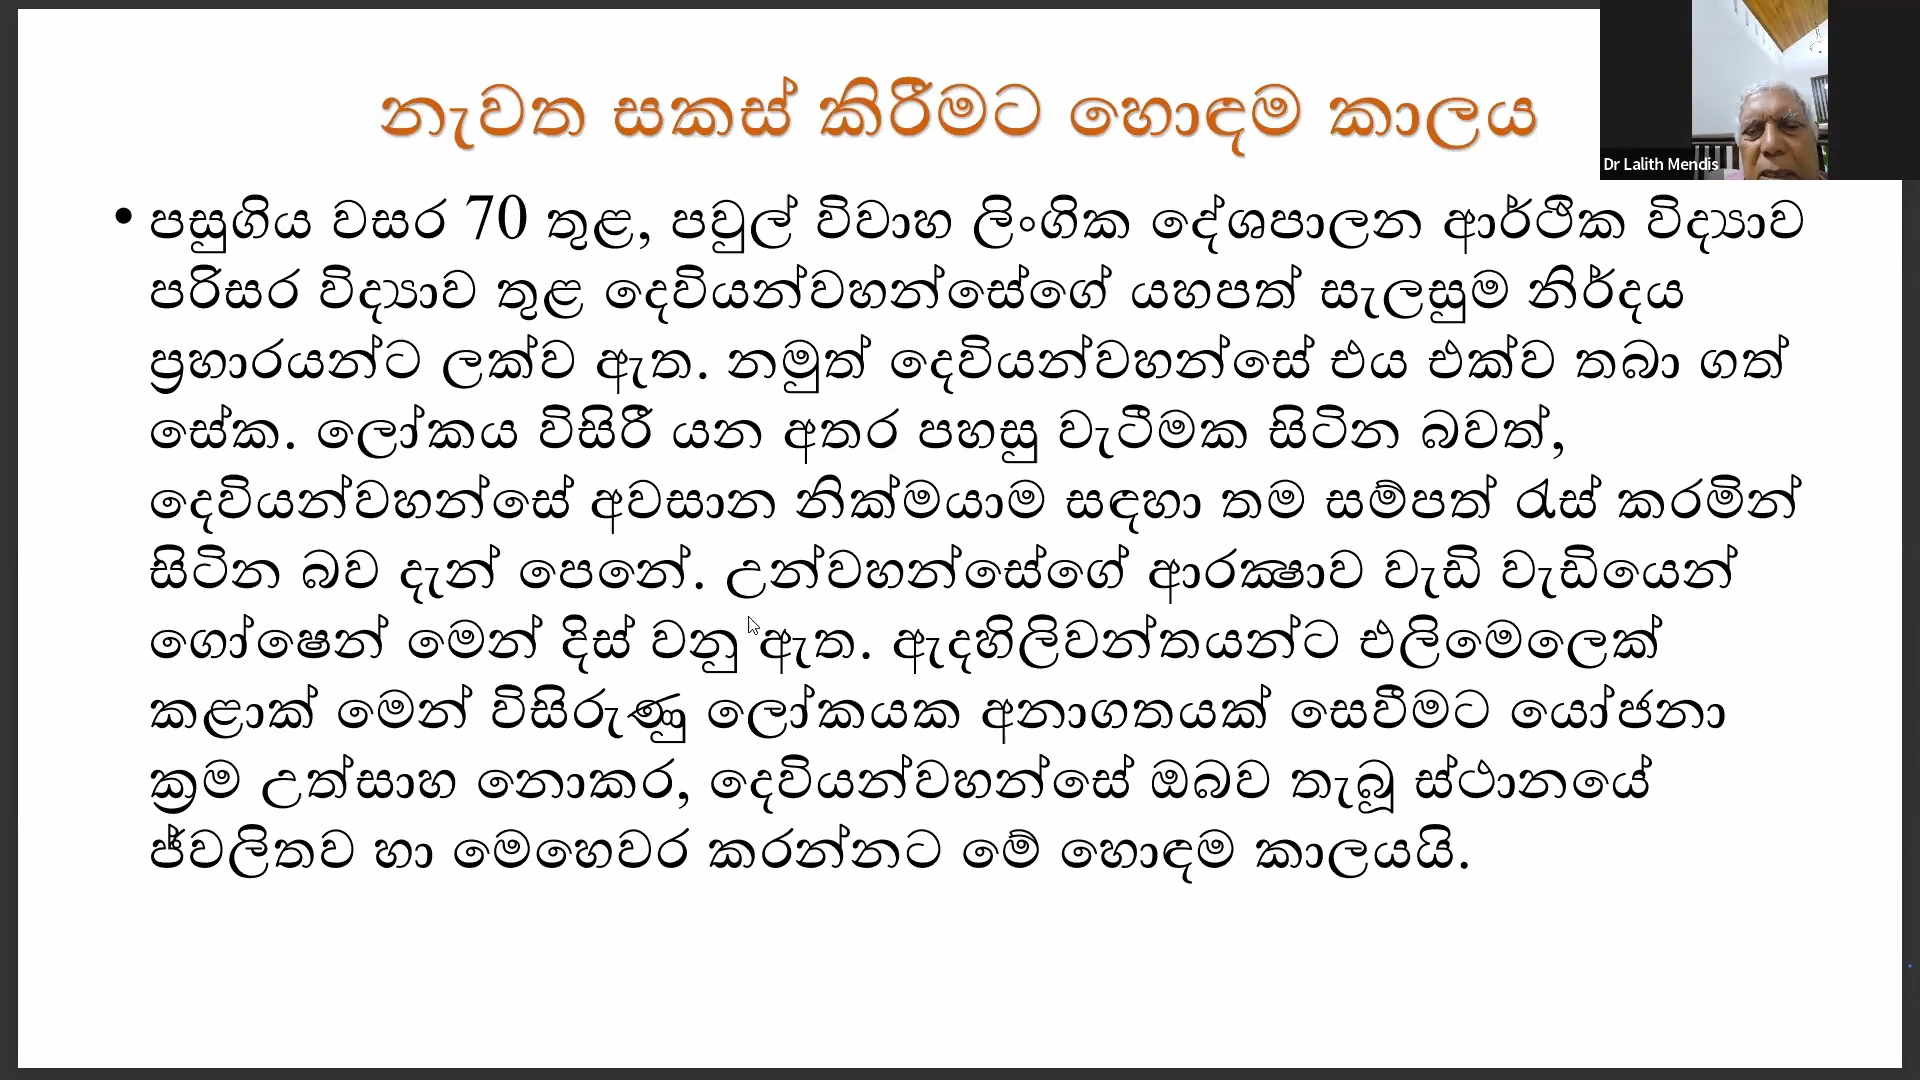 නැවත සකස් කිරීමට හොඳම කාලය
Dr Lalith Mendis
• පසුගිය වසර 70 තුළ, පවුල් විවාහ ලිංගික දේශපාලන ආර්ථික විද්‍යාව
පරිසර විද්‍යාව තුළ දෙවියන්වහන්සේගේ යහපත් සැලසුම නිර්දය
ප්‍රහාරයන්ට ලක්ව ඇත. නමුත් දෙවියන්වහන්සේ එය එක්ව තබා ගත්
සේක. ලෝකය විසිරී යන අතර පහසු වැටීමක සිටින බවත්,
දෙවියන්වහන්සේ අවසාන නික්මයාම සඳහා තම සම්පත් රැස් කරමින්
සිටින බව දැන් පෙනේ. උන්වහන්සේගේ ආරක්‍ෂාව වැඩි වැඩියෙන්
ගෝෂෙන් මෙන් දිස් වනු ඇත. ඇදහිලිවන්තයන්ට එලිමෙලෙක්
කළාක් මෙන් විසිරුණු ලෝකයක අනාගතයක් සෙවීමට යෝජනා
ක්‍රම උත්සාහ නොකර, දෙවියන්වහන්සේ ඔබව තැබූ ස්ථානයේ
ජ්වලිතව හා මෙහෙවර කරන්නට මේ හොඳම කාලයයි.